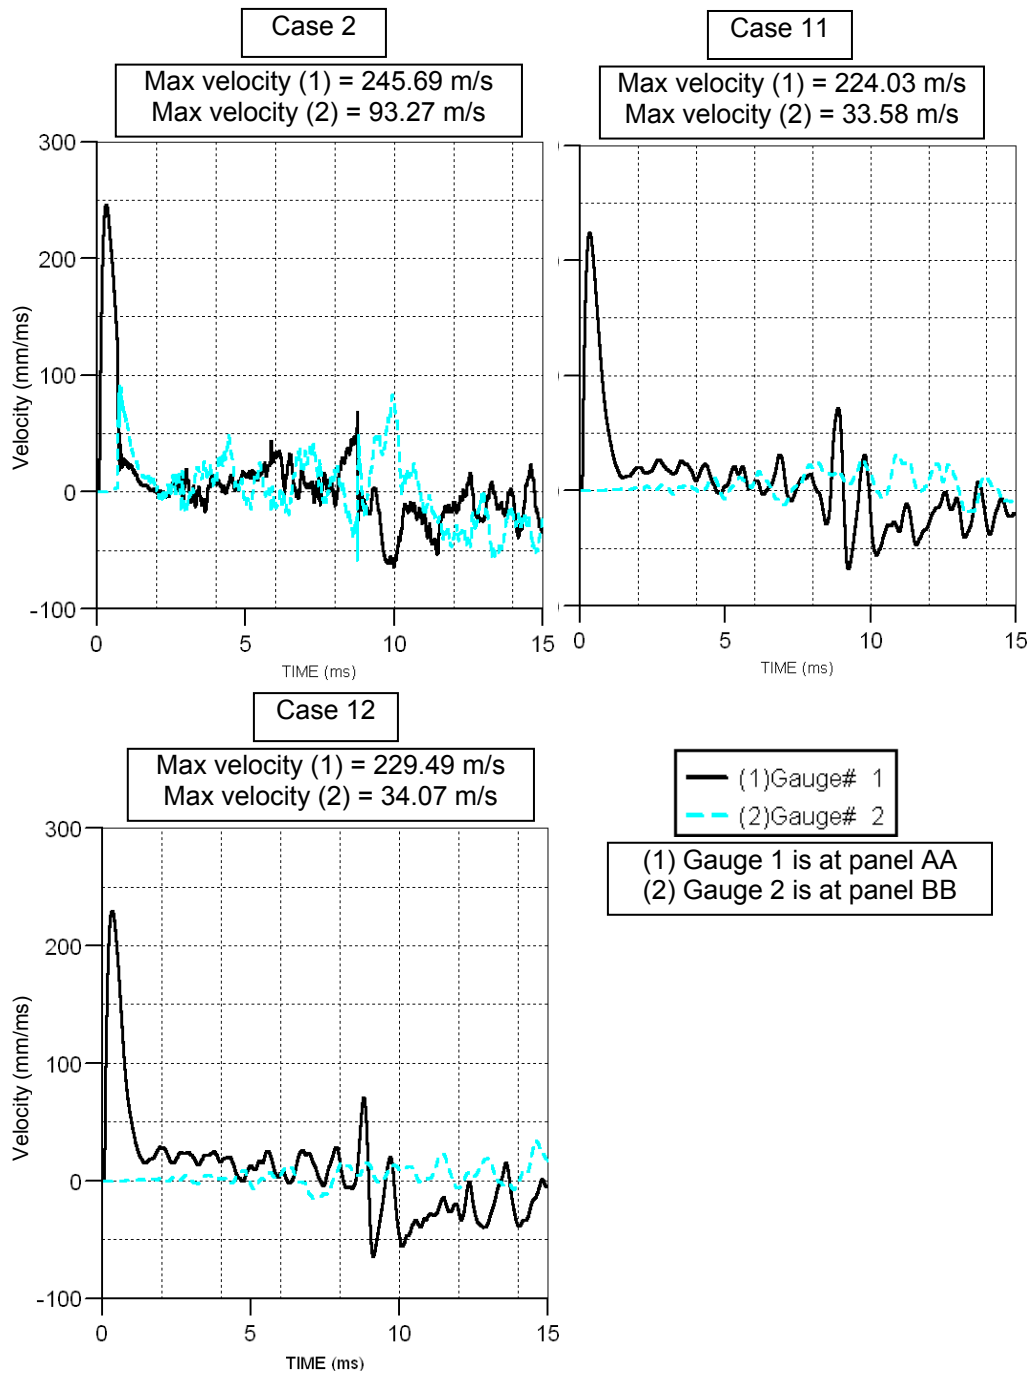 Case 2
Max velocity (1) = 245.69 m/s
Max velocity (2) = 93.27 m/s
300
200
100
0
-100
Velocity (mm/ms)
0 5 10 15
TIME (ms)
Case 11
Max velocity (1) = 224.03 m/s
Max velocity (2) = 33.58 m/s
0 5 10 15
TIME (ms)
Case 12
Max velocity (1) = 229.49 m/s
Max velocity (2) = 34.07 m/s
300
200
100
0
-100
Velocity (mm/ms)
0 5 10 15
TIME (ms)
(1)Gauge# 1
(2)Gauge# 2
(1) Gauge 1 is at panel AA
(2) Gauge 2 is at panel BB